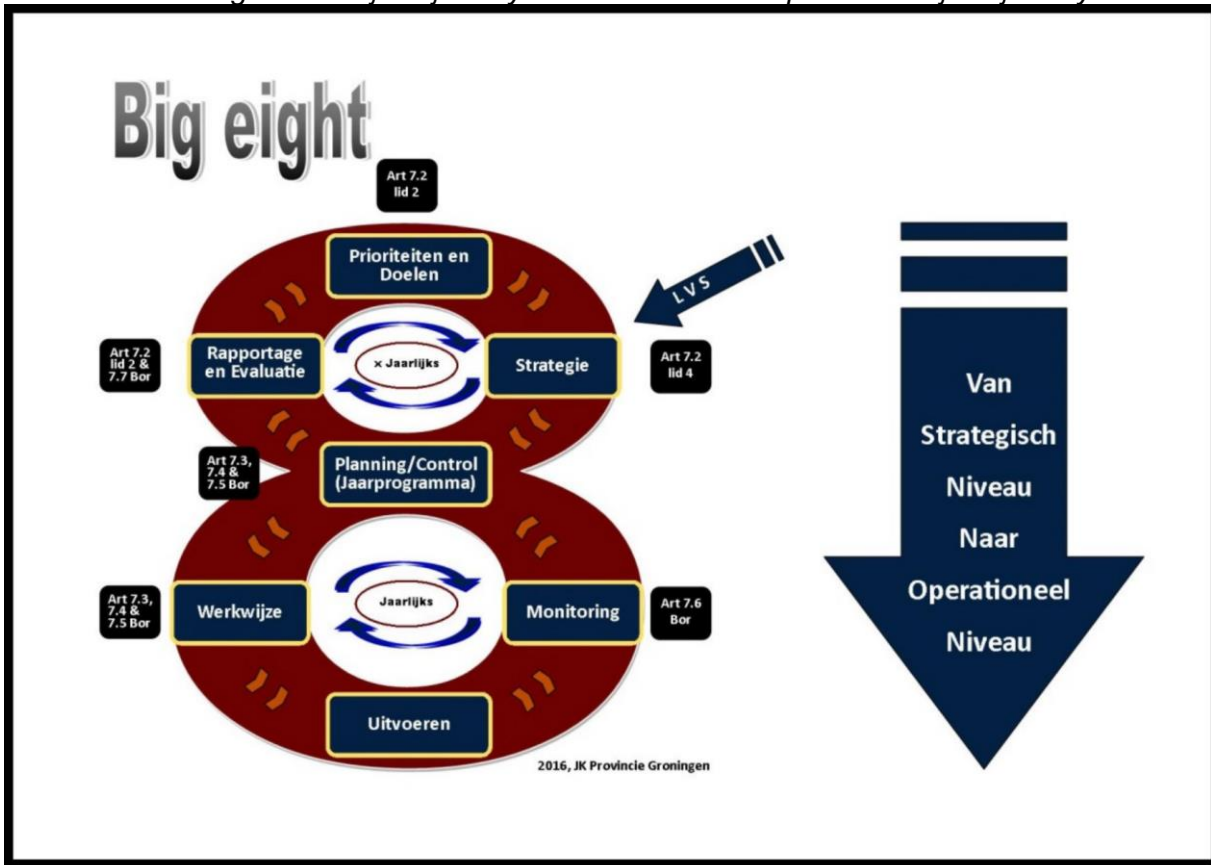 Big eight
Art 7.2
lid 2
Prioriteiten en
Doelen
L V S
Art 7.2
lid 2 &
7.7 Bor
Rapportage
en Evaluatie
x Jaarlijks
Strategie
Art 7.2
lid 4
Art 7.3,
7.4 &
7.5 Bor
Planning/Control
(Jaarprogramma)
Art 7.3,
7.4 &
7.5 Bor
Werkwijze
Jaarlijks
Monitoring
Art 7.6
Bor
Uitvoeren
2016, JK Provincie Groningen
Van
Strategisch
Niveau
Naar
Operationeel
Niveau